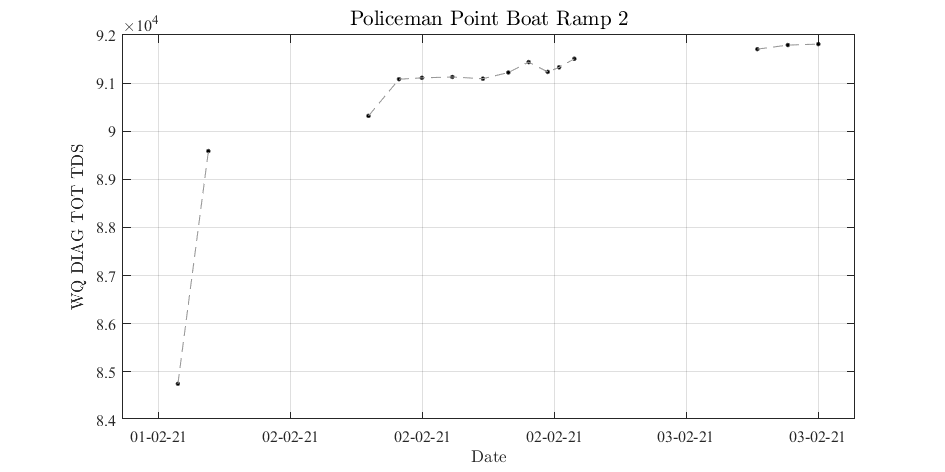 Policeman Point Boat Ramp 2
×10⁴
9.2
9.1
9
8.9
8.8
8.7
8.6
8.5
8.4
WQ DIAG TOT TDS
01-02-21 02-02-21 02-02-21 02-02-21 03-02-21 03-02-21
Date